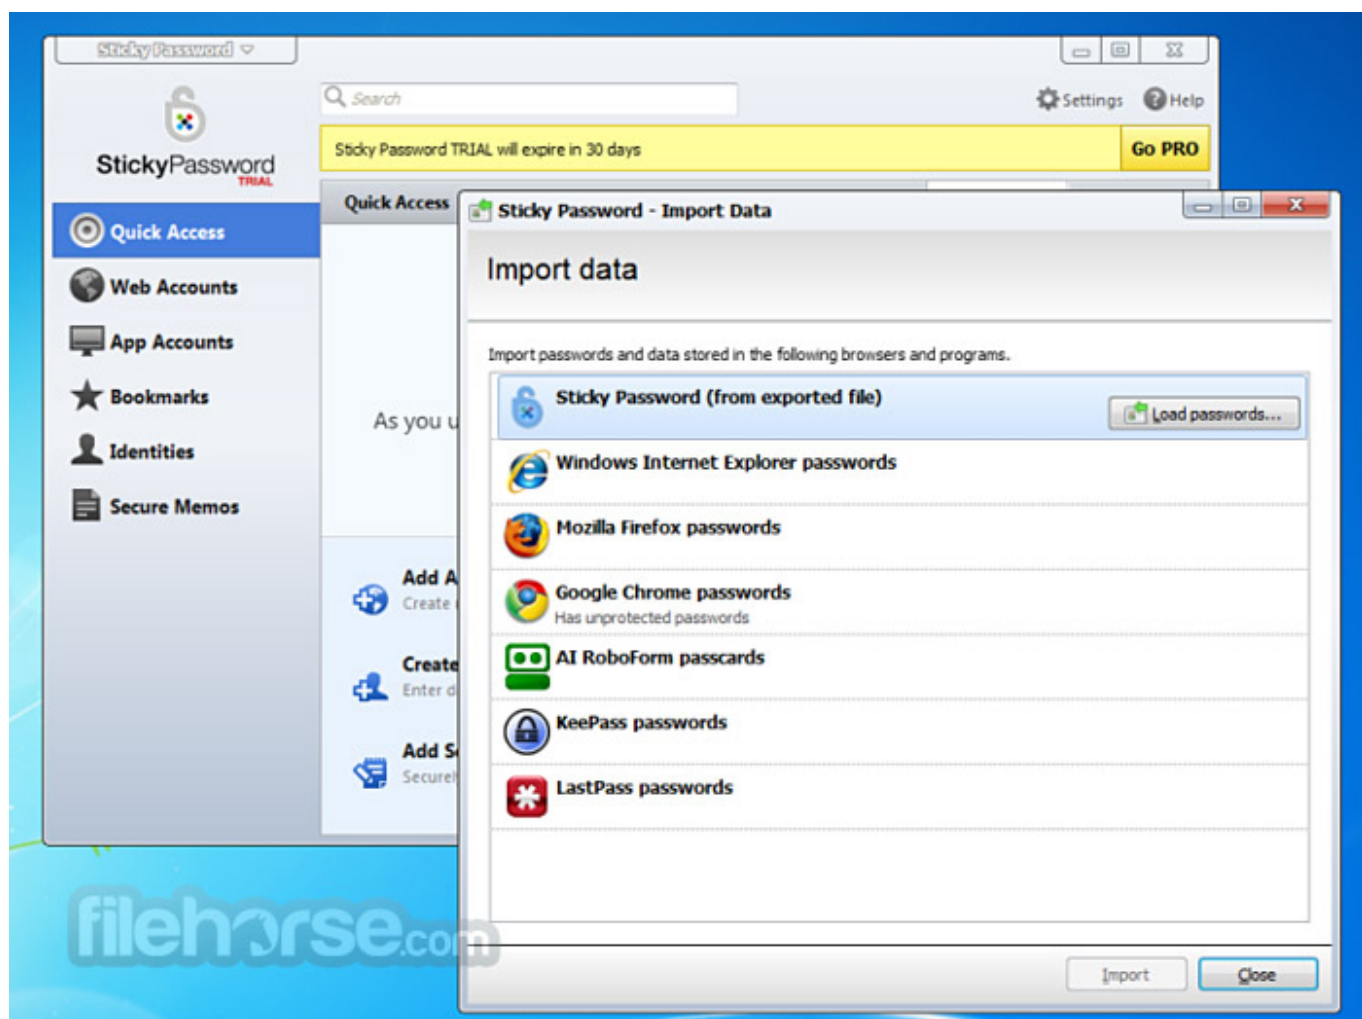 Sticky Password
Search
Settings
Help
StickyPassword
TRIAL
Sticky Password TRIAL will expire in 30 days
Go PRO
Quick Access
Quick Access
Web Accounts
App Accounts
Bookmarks
Identities
Secure Memos
As you u
Add A
Create
Create
Enter d
Add S
Secure
Sticky Password - Import Data
Import data
Import passwords and data stored in the following browsers and programs.
Sticky Password (from exported file)
Load passwords...
Windows Internet Explorer passwords
Mozilla Firefox passwords
Google Chrome passwords
Has unprotected passwords
AI RoboForm passcards
KeePass passwords
LastPass passwords
Import
Close
filehorse.com